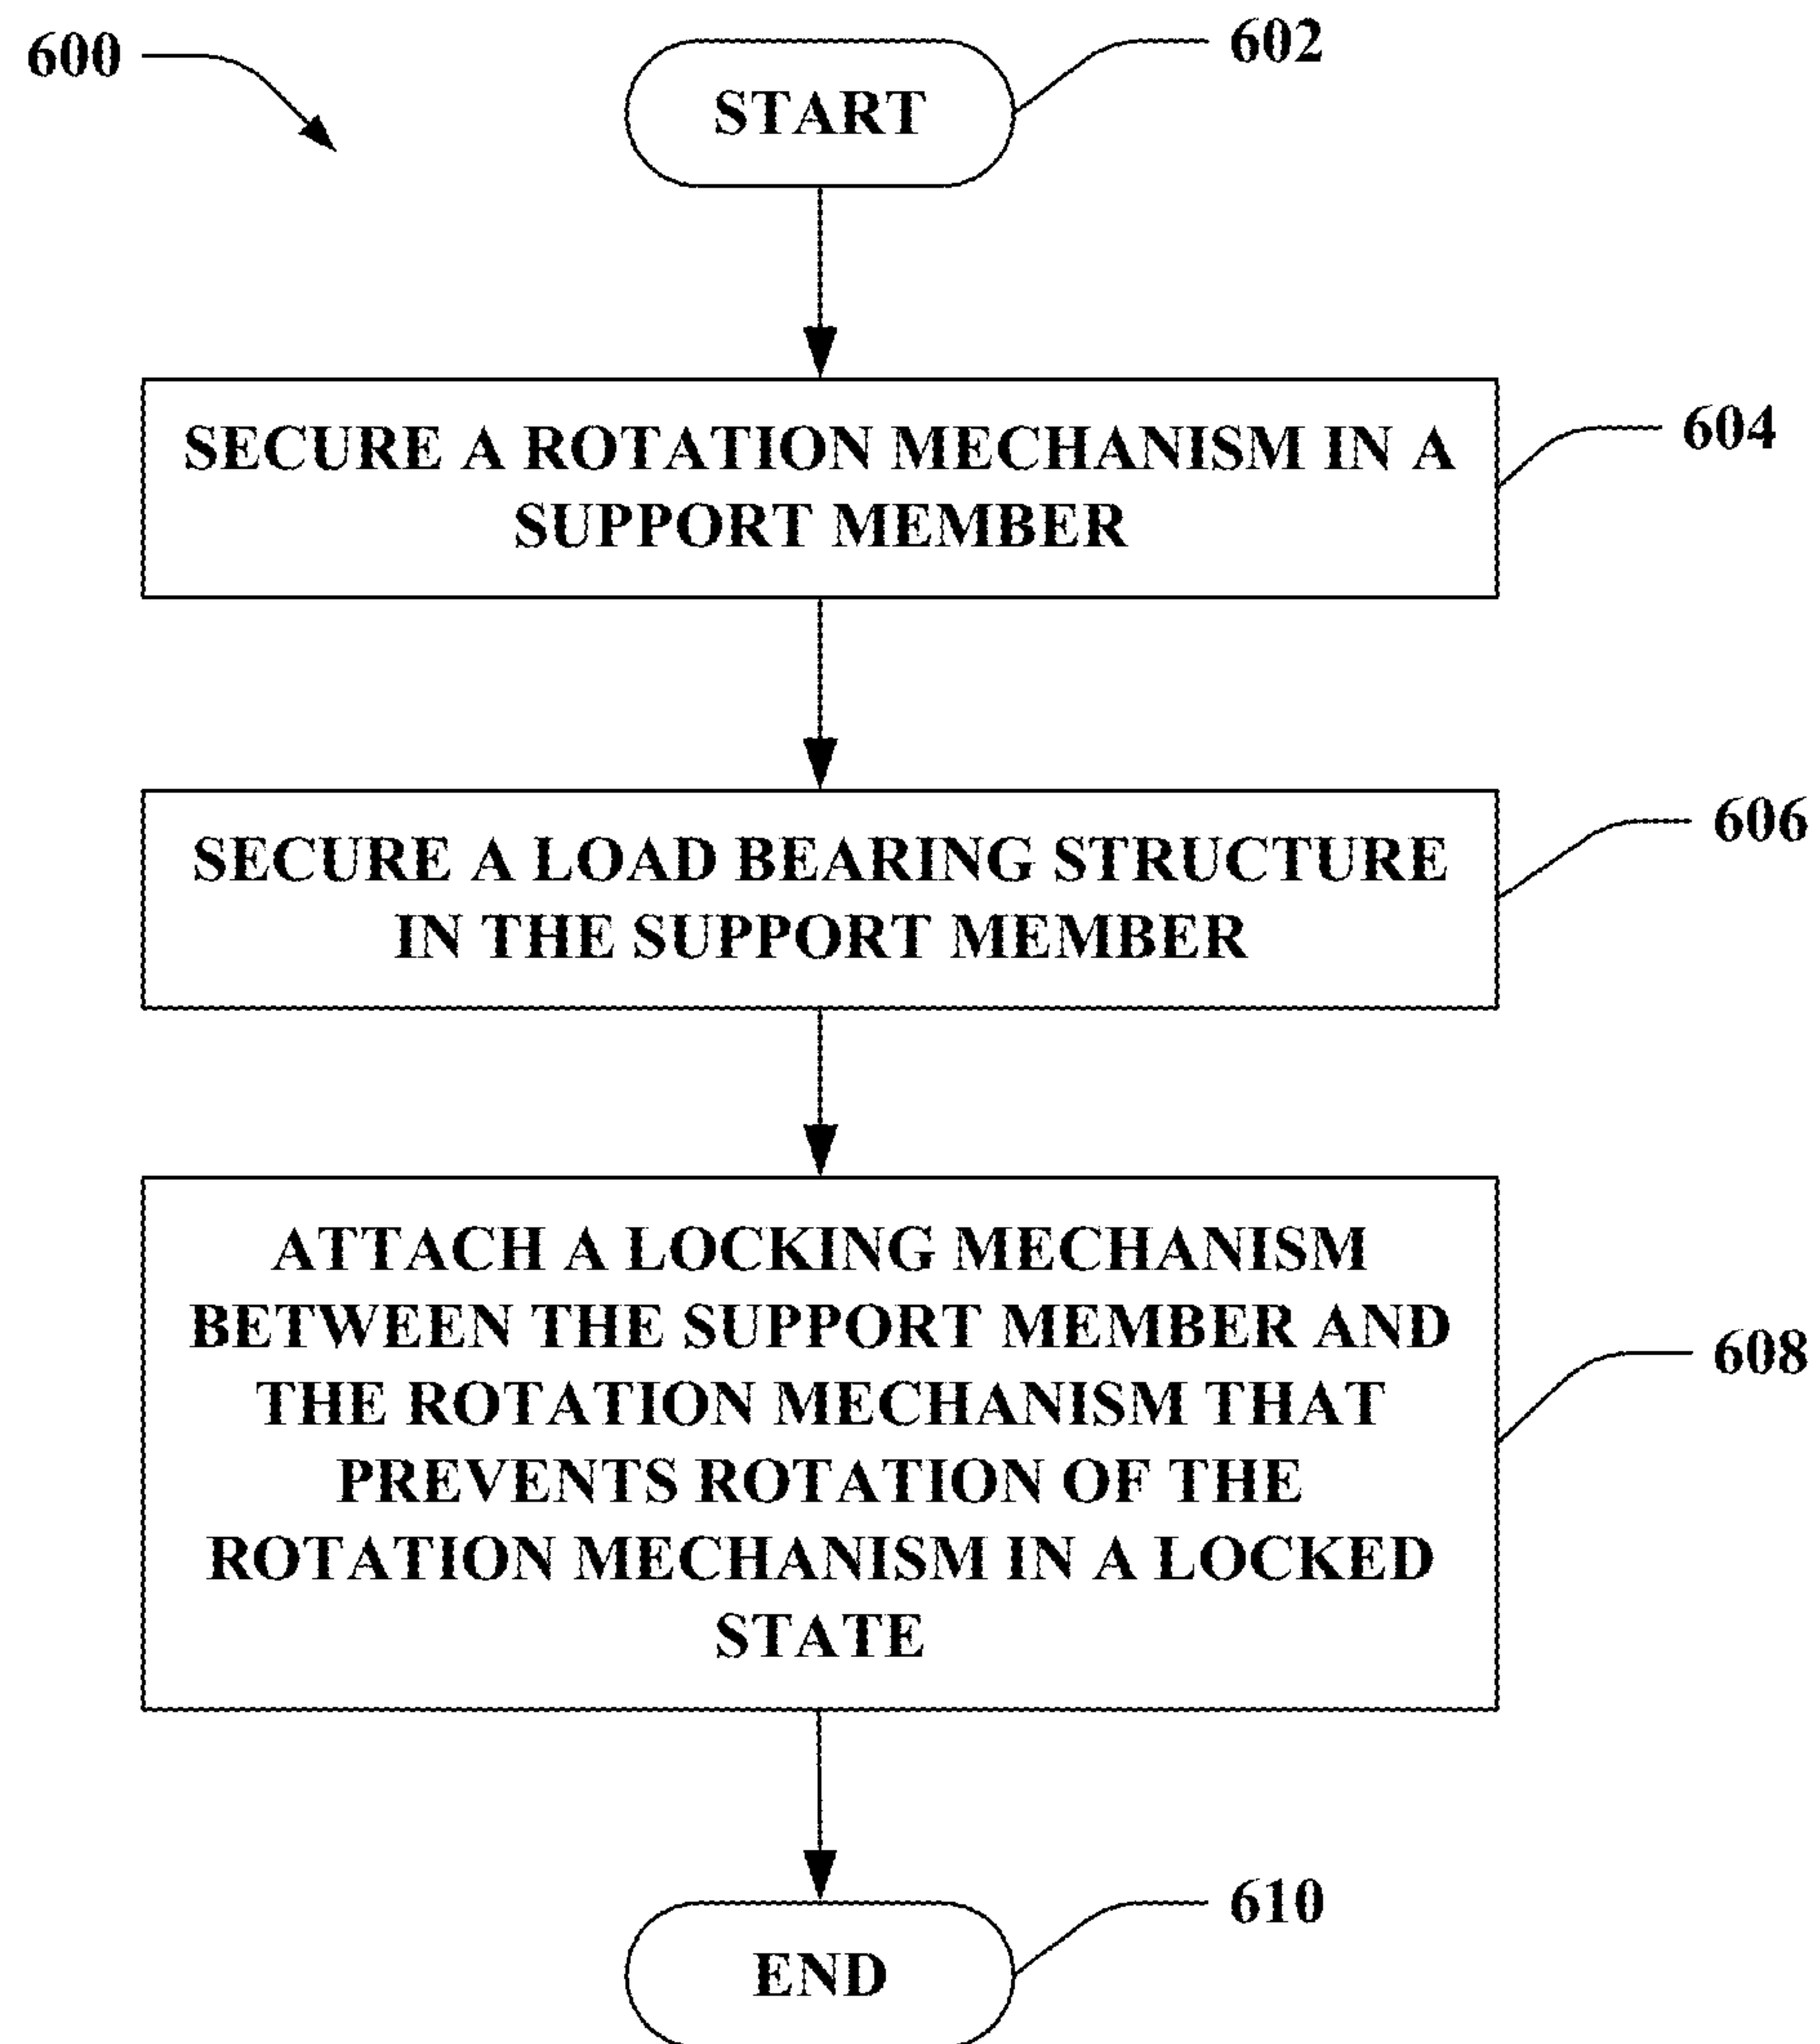 600
602
START
SECURE A ROTATION MECHANISM IN A
SUPPORT MEMBER
604
SECURE A LOAD BEARING STRUCTURE
IN THE SUPPORT MEMBER
606
ATTACH A LOCKING MECHANISM
BETWEEN THE SUPPORT MEMBER AND
THE ROTATION MECHANISM THAT
PREVENTS ROTATION OF THE
ROTATION MECHANISM IN A LOCKED
STATE
608
610
END